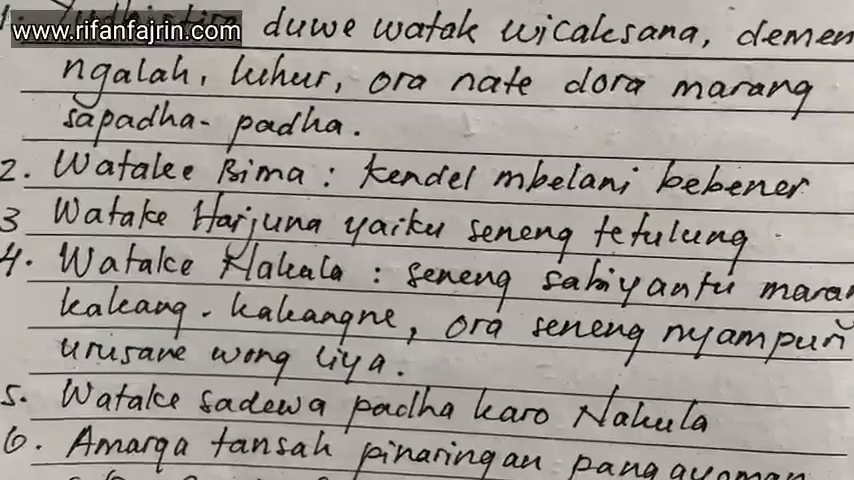 www.rifanfajrin.com
1. duwe watak wicaksana, demen
ngalah, luhur, ora nate dora marang
sapadha-padha.
2. Watake Bima: kendel mbelani bebener
3 Watake Harjuna yaiku seneng tetulung
4. Watake Nakula: seneng sabiyantu maran
kakang-kakangne, ora seneng nyampuri
urusane wong liya.
5. Watake sadewa padha karo Nakula
6. Amarga tansah pinaringan pangayoman